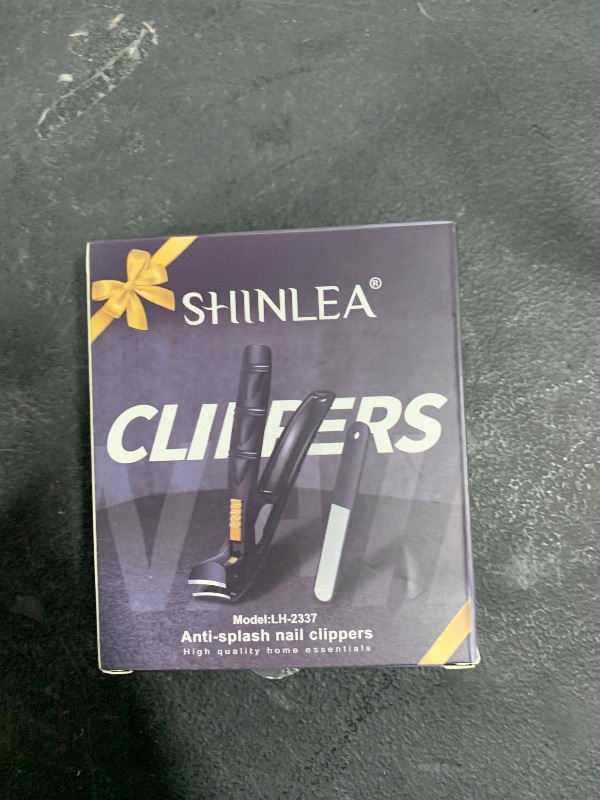 SHINLEA®
CLIPPERS
Model:LH-2337
Anti-splash nail clippers
High quality home essentials